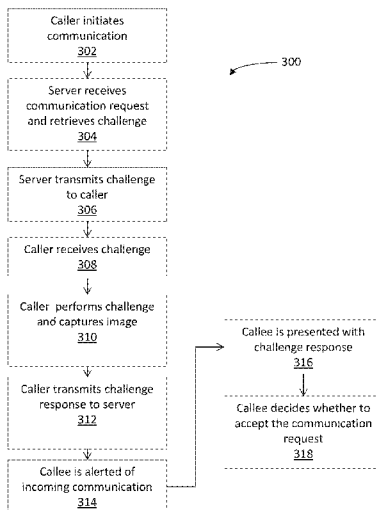 Caller initiates
communication
302
300
Server receives
communication request
and retrieves challenge
304
Server transmits challenge
to caller
306
Caller receives challenge
308
Caller performs challenge
and captures image
310
Caller transmits challenge
response to server
312
Callee is alerted of
incoming communication
314
Callee is presented with
challenge response
316
Callee decides whether to
accept the communication
request
318